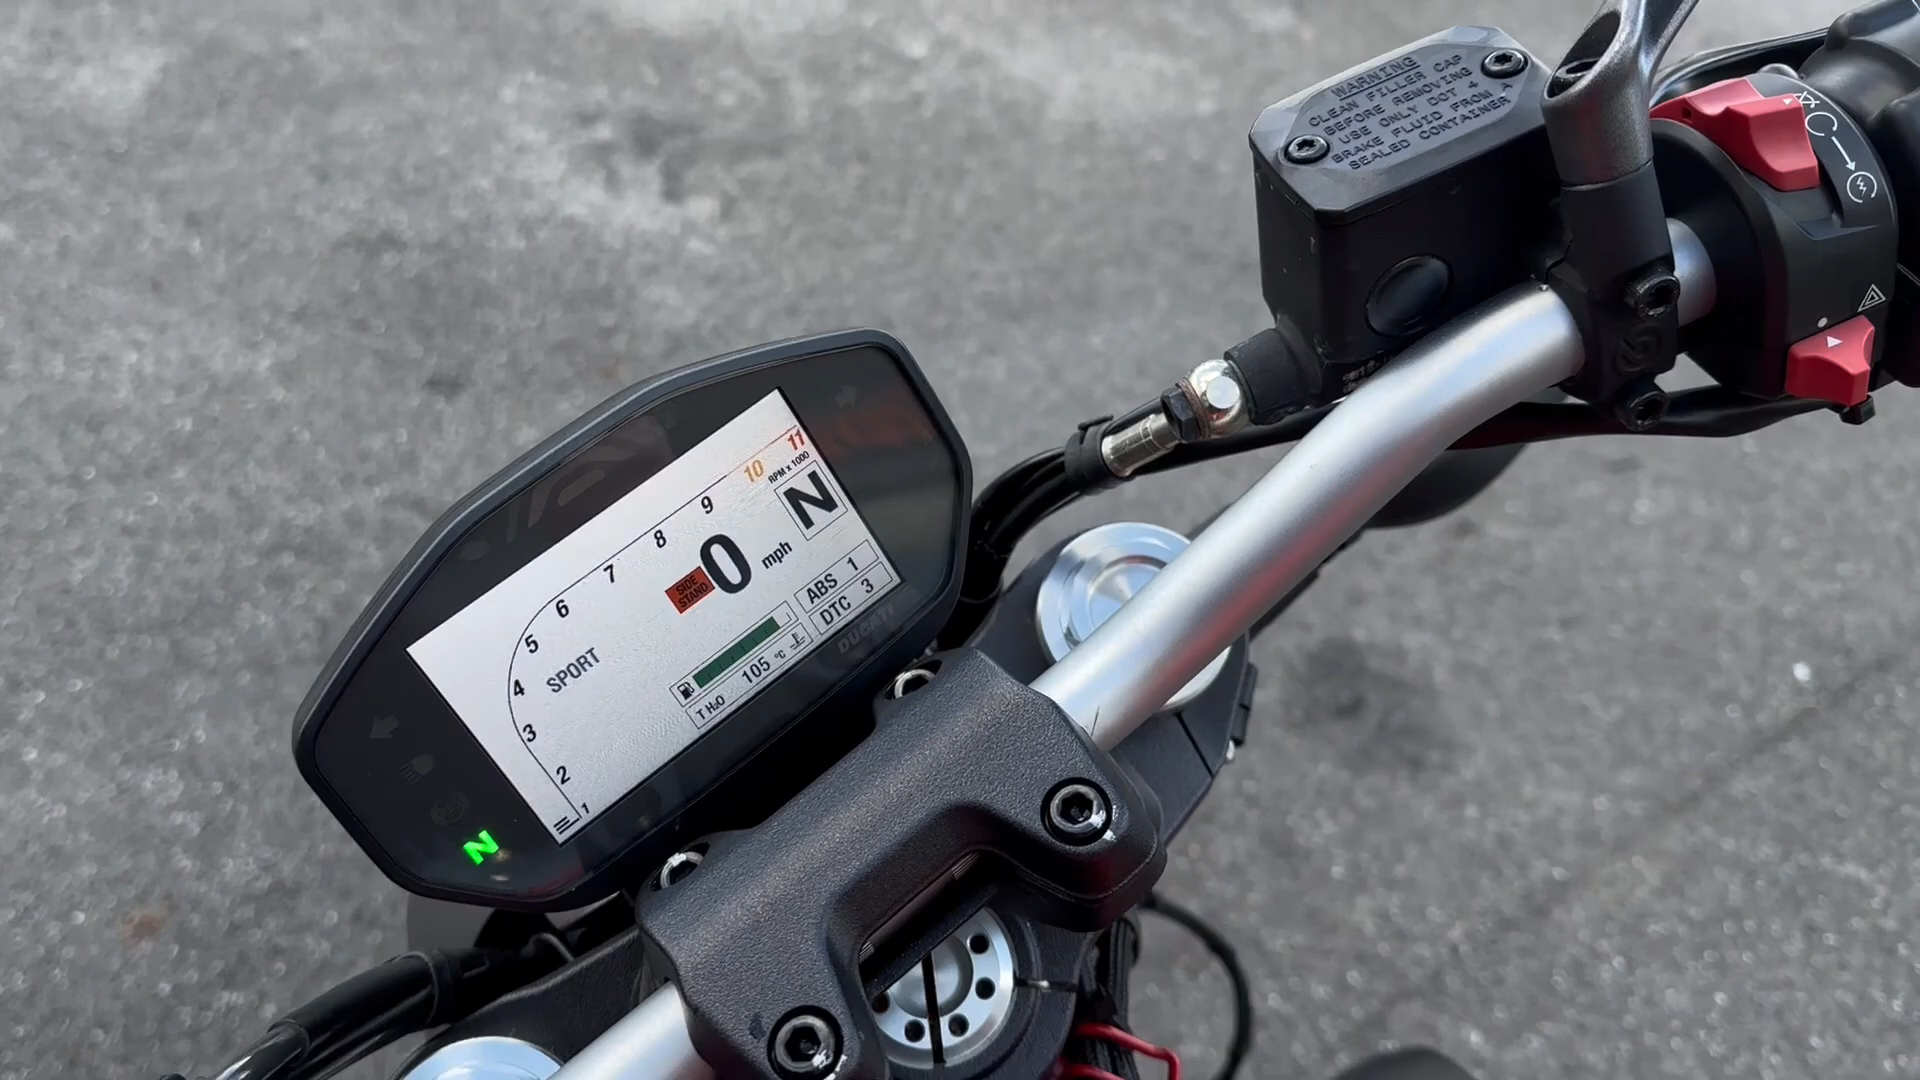 WARNING
CLEAN FILLER CAP
BEFORE REMOVING
USE ONLY DOT 4
BRAKE FLUID FROM A
SEALED CONTAINER
11
10
RPM x 1000
9
8
7
6
5
4
3
2
1
N
0 mph
SIDE
STAND
SPORT
ABS 1
DTC 3
T H₂O 105 °C
DUCATI
N